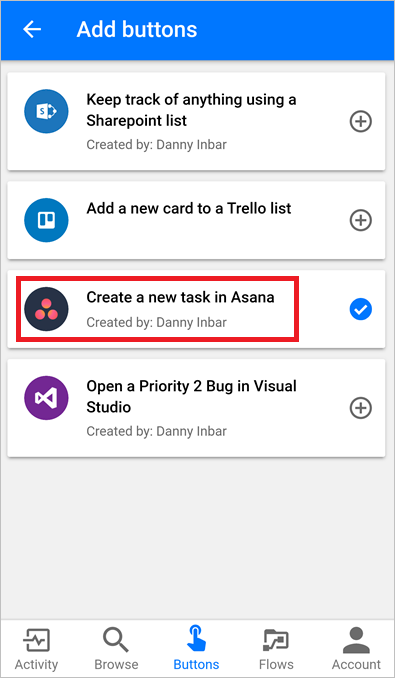 Add buttons
Keep track of anything using a
Sharepoint list
Created by: Danny Inbar
Add a new card to a Trello list
Create a new task in Asana
Created by: Danny Inbar
Open a Priority 2 Bug in Visual
Studio
Created by: Danny Inbar
Activity
Browse
Buttons
Flows
Account